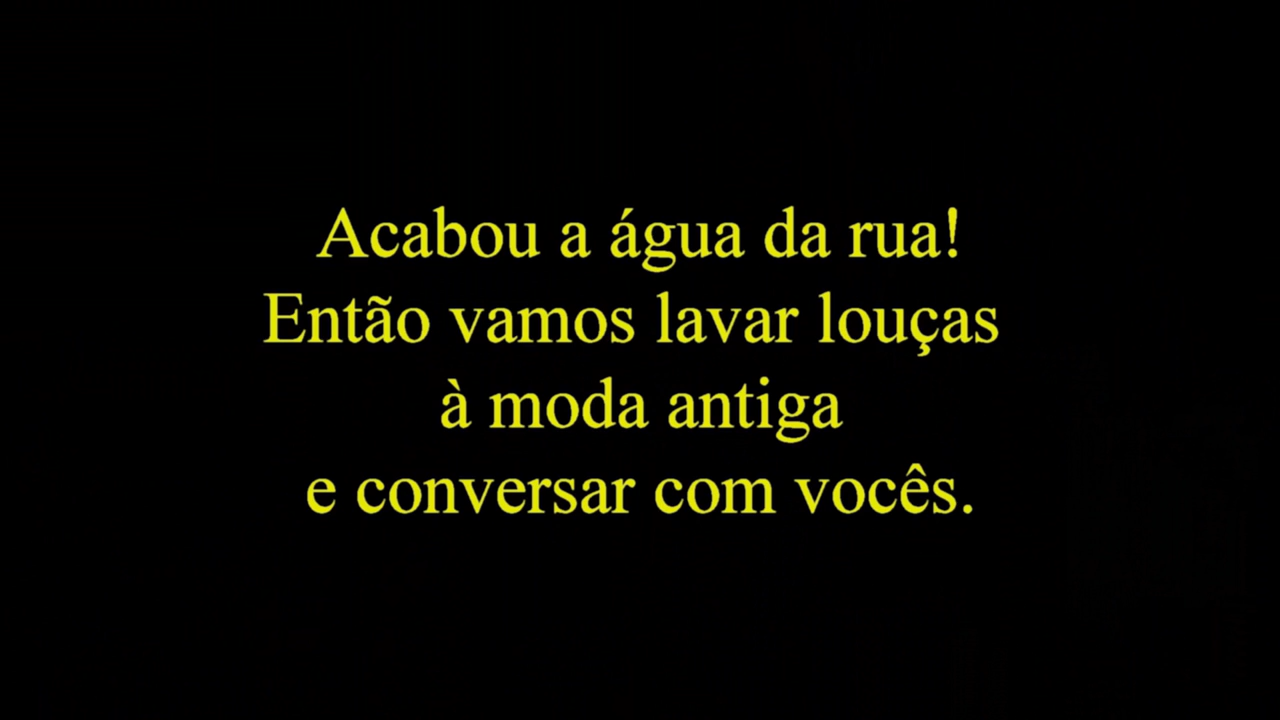 Acabou a água da rua!
Então vamos lavar louças
à moda antiga
e conversar com vocês.